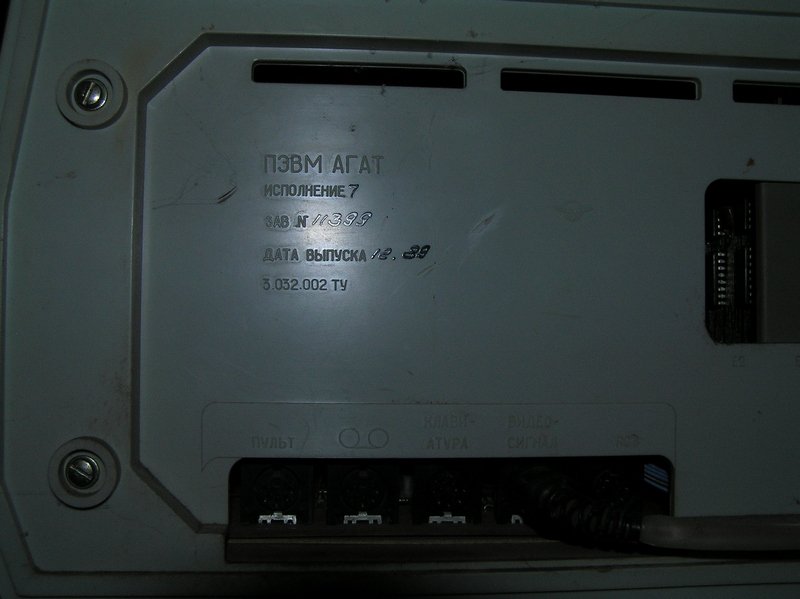 ПЭВМ АГАТ
ИСПОЛНЕНИЕ 7
ЗАВ N 11399
ДАТА ВЫПУСКА 12.89
3.032.002 ТУ
ПУЛЬТ
КЛАВИ-
АТУРА
ВИДЕО-
СИГНАЛ